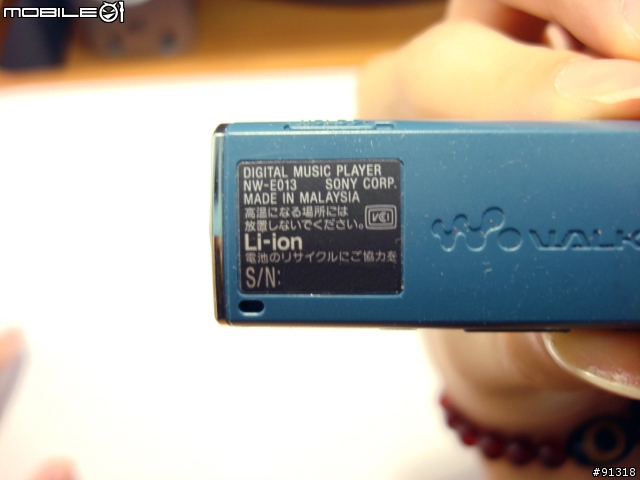 MOBILE01
DIGITAL MUSIC PLAYER
NW-E013 SONY CORP.
MADE IN MALAYSIA
高温になる場所には
放置しないでください。
VCCI
Li-ion
電池のリサイクルにご協力を
S/N:
WALK
#91318